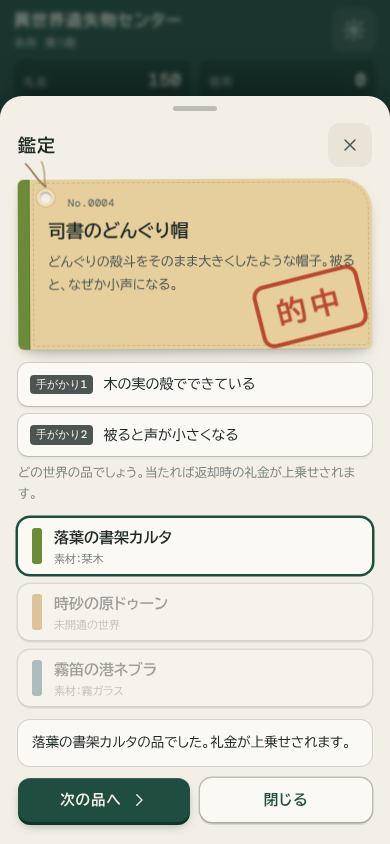 異世界遺失物センター
150
0
鑑定
No.0004
司書のどんぐり帽
どんぐりの殻斗をそのまま大きくしたような帽子。被る
と、なぜか小声になる。
的中
手がかり1 木の実の殻でできている
手がかり2 被ると声が小さくなる
どの世界の品でしょう。当たれば返却時の礼金が上乗せされま
す。
落葉の書架カルタ
素材:栞木
時砂の原ドゥーン
未開通の世界
霧笛の港ネブラ
素材:霧ガラス
落葉の書架カルタの品でした。礼金が上乗せされます。
次の品へ
閉じる